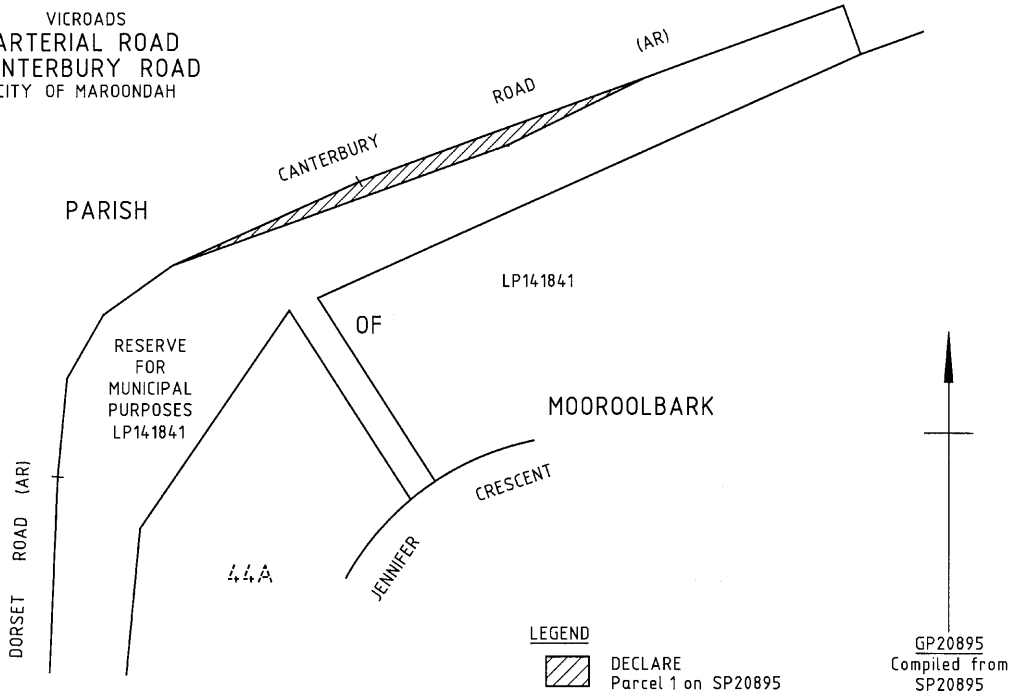 VICROADS
ARTERIAL ROAD
NTERBURY ROAD
CITY OF MAROONDAH
(AR)
ROAD
CANTERBURY
PARISH
LP141841
OF
RESERVE
FOR
MUNICIPAL
PURPOSES
LP141841
MOOROOLBARK
DORSET ROAD (AR)
JENNIFER
CRESCENT
44A
LEGEND
DECLARE
Parcel 1 on SP20895
GP20895
Compiled from
SP20895